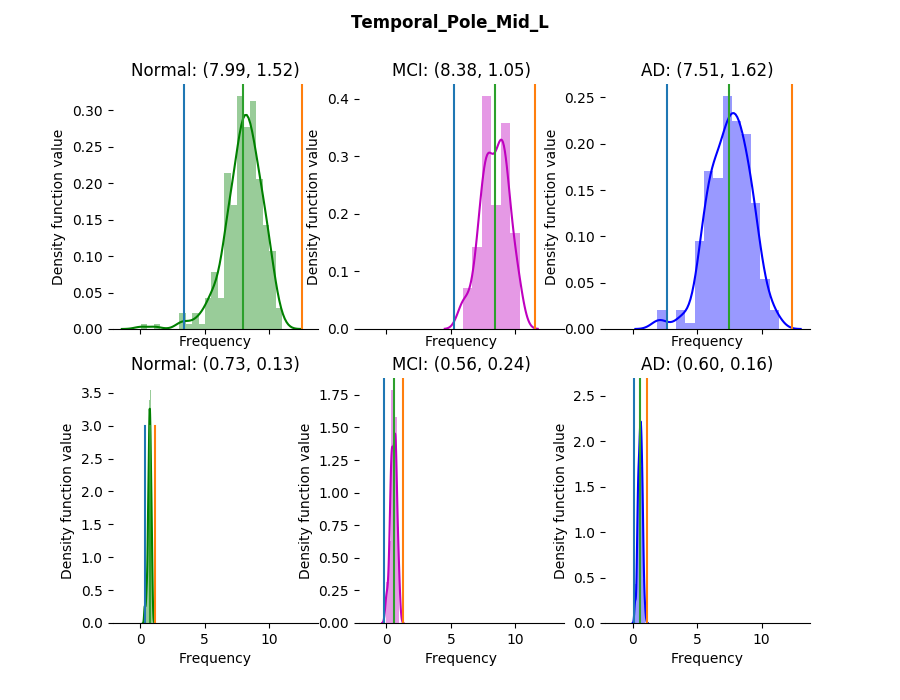 Temporal_Pole_Mid_L
Normal: (7.99, 1.52)
Density function value
0.30
0.25
0.20
0.15
0.10
0.05
0.00
Frequency
MCI: (8.38, 1.05)
Density function value
0.4
0.3
0.2
0.1
0.0
Frequency
AD: (7.51, 1.62)
Density function value
0.25
0.20
0.15
0.10
0.05
0.00
Frequency
Normal: (0.73, 0.13)
Density function value
3.5
3.0
2.5
2.0
1.5
1.0
0.5
0.0
0 5 10
Frequency
MCI: (0.56, 0.24)
Density function value
1.75
1.50
1.25
1.00
0.75
0.50
0.25
0.00
0 5 10
Frequency
AD: (0.60, 0.16)
Density function value
2.5
2.0
1.5
1.0
0.5
0.0
0 5 10
Frequency